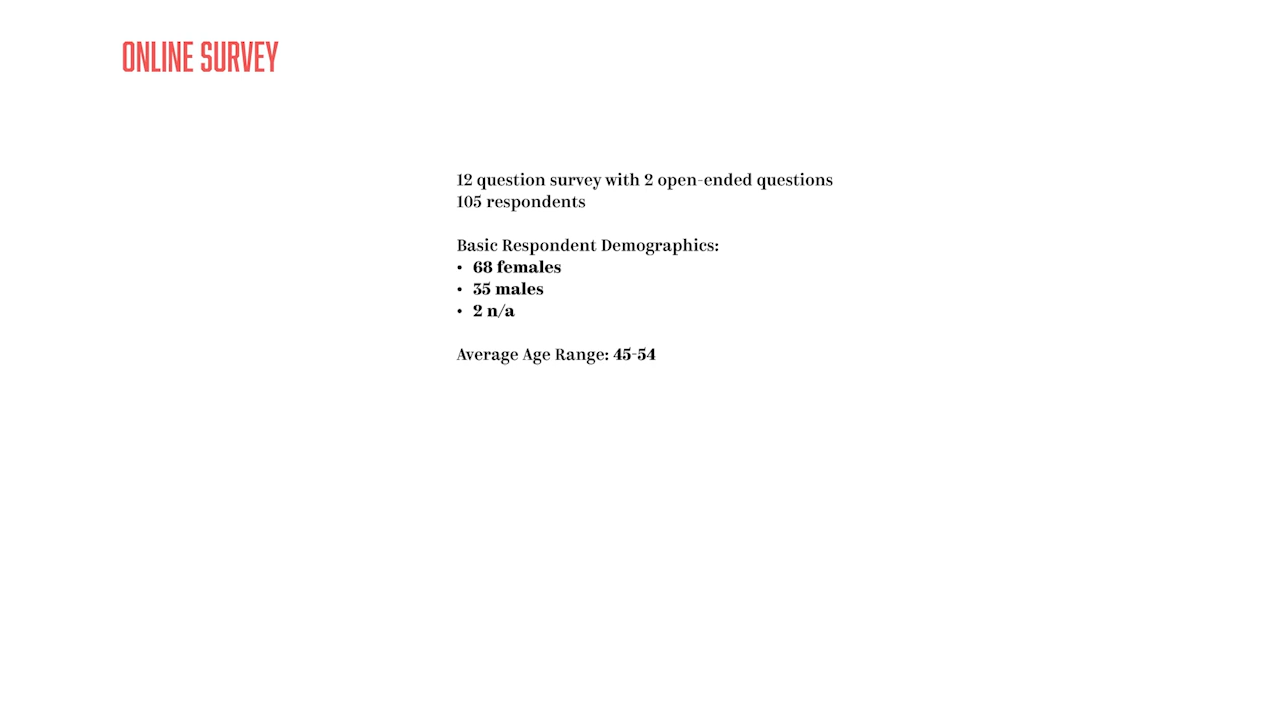 ONLINE SURVEY
12 question survey with 2 open-ended questions
105 respondents
Basic Respondent Demographics:
• 68 females
• 35 males
• 2 n/a
Average Age Range: 45-54